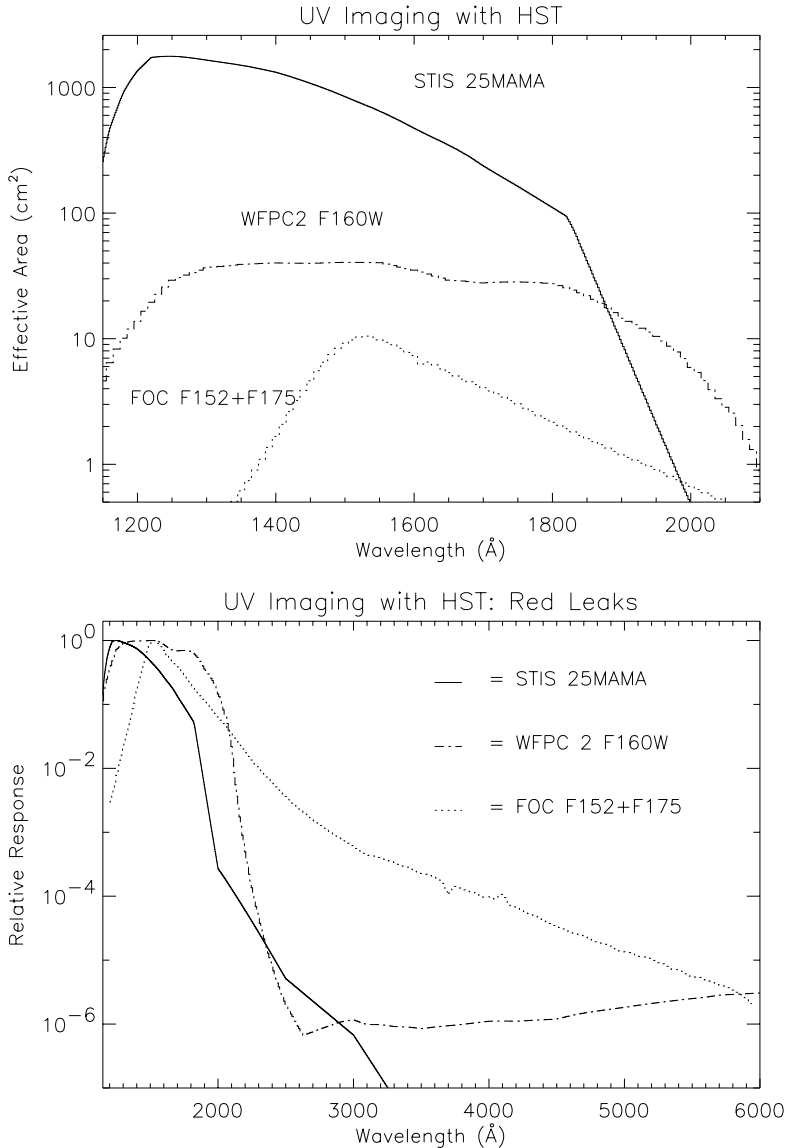 UV Imaging with HST
Effective Area (cm²)
1000
100
10
1
STIS 25MAMA
WFPC2 F160W
FOC F152+F175
1200 1400 1600 1800 2000
Wavelength (Å)
UV Imaging with HST: Red Leaks
Relative Response
10⁰
10⁻²
10⁻⁴
10⁻⁶
= STIS 25MAMA
= WFPC 2 F160W
= FOC F152+F175
2000 3000 4000 5000 6000
Wavelength (Å)